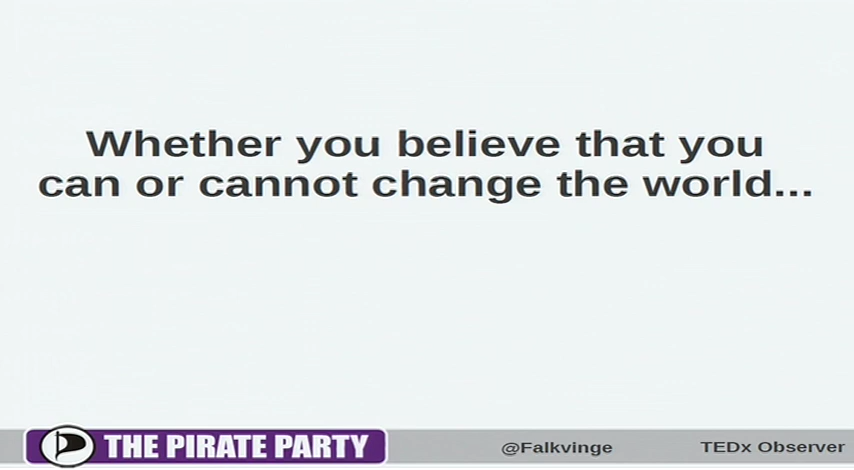 Whether you believe that you
can or cannot change the world...
THE PIRATE PARTY
@Falkvinge
TEDx Observer